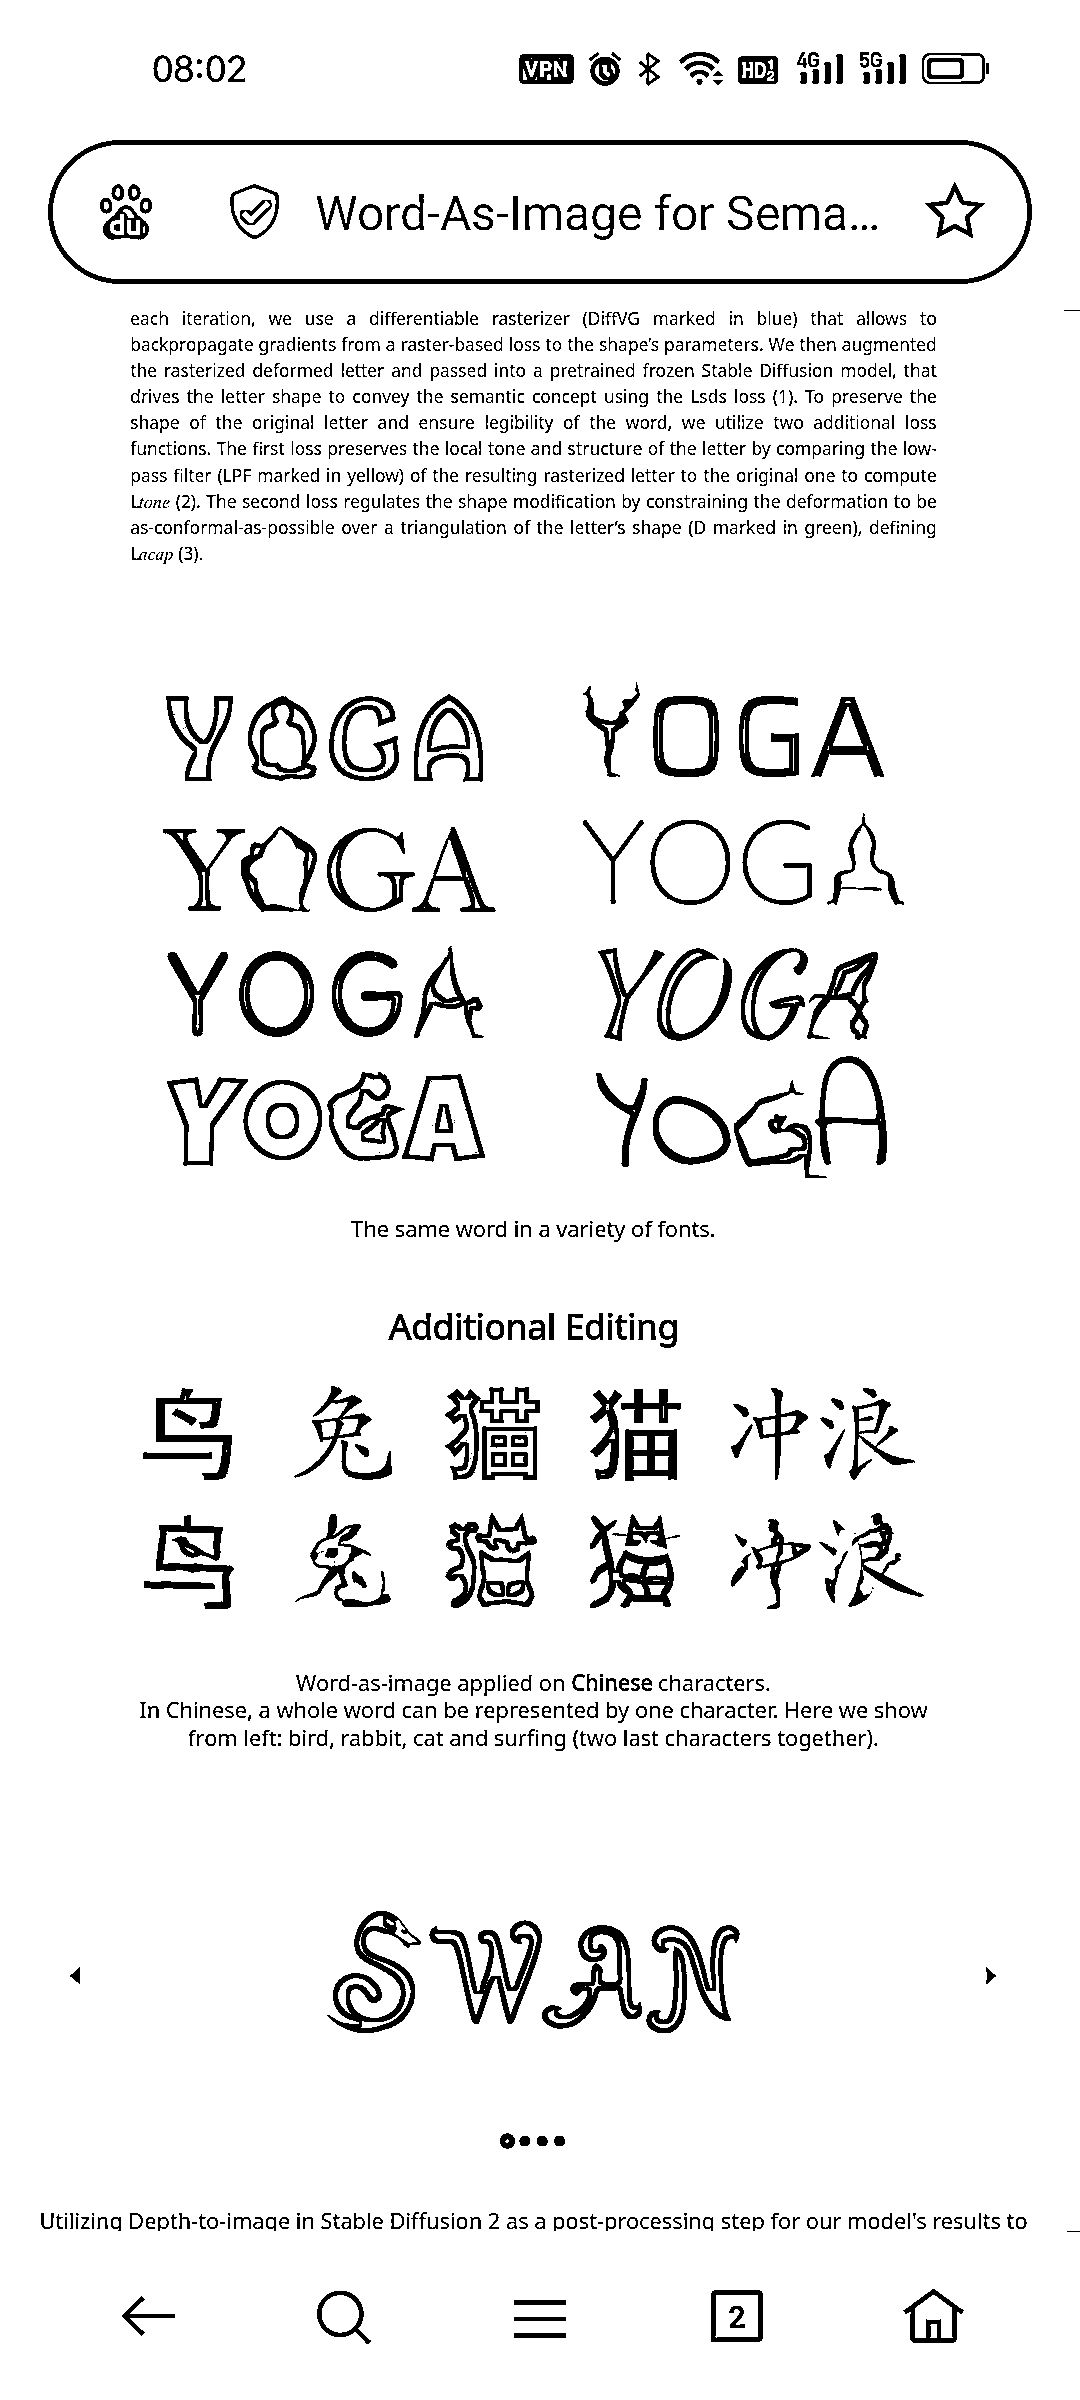 08:02
VPN HD 1 2 4G 5G
du Word-As-Image for Sema...
each iteration, we use a differentiable rasterizer (DiffVG marked in blue) that allows to
backpropagate gradients from a raster-based loss to the shape's parameters. We then augmented
the rasterized deformed letter and passed into a pretrained frozen Stable Diffusion model, that
drives the letter shape to convey the semantic concept using the Lsds loss (1). To preserve the
shape of the original letter and ensure legibility of the word, we utilize two additional loss
functions. The first loss preserves the local tone and structure of the letter by comparing the low-
pass filter (LPF marked in yellow) of the resulting rasterized letter to the original one to compute
Ltone (2). The second loss regulates the shape modification by constraining the deformation to be
as-conformal-as-possible over a triangulation of the letter's shape (D marked in green), defining
Lacap (3).
YOGA YOGA
YOGA YOGA
YOGA YOGA
YOGA YOGA
The same word in a variety of fonts.
Additional Editing
鸟 兔 猫 猫 冲浪
鸟 兔 猫 猫 冲浪
Word-as-image applied on Chinese characters.
In Chinese, a whole word can be represented by one character. Here we show
from left: bird, rabbit, cat and surfing (two last characters together).
SWAN
Utilizing Depth-to-image in Stable Diffusion 2 as a post-processing step for our model's results to
2